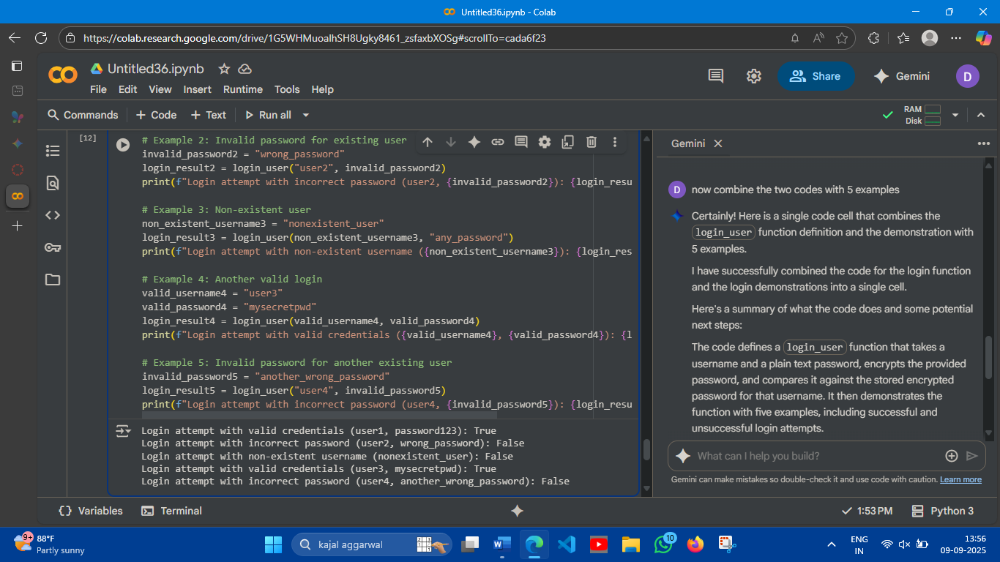 Untitled36.ipynb - Colab
https://colab.research.google.com/drive/1G5WHMuoaIhSH8Ugky8461_zsfaxbXOSg#scrollTo=cada6f23
Untitled36.ipynb
File Edit View Insert Runtime Tools Help
Share
Gemini
D
Commands + Code + Text Run all
RAM
Disk
[12]
# Example 2: Invalid password for existing user
invalid_password2 = "wrong_password"
login_result2 = login_user("user2", invalid_password2)
print(f"Login attempt with incorrect password (user2, {invalid_password2}): {login_resu
# Example 3: Non-existent user
non_existent_username3 = "nonexistent_user"
login_result3 = login_user(non_existent_username3, "any_password")
print(f"Login attempt with non-existent username ({non_existent_username3}): {login_res
# Example 4: Another valid login
valid_username4 = "user3"
valid_password4 = "mysecretpwd"
login_result4 = login_user(valid_username4, valid_password4)
print(f"Login attempt with valid credentials ({valid_username4}, {valid_password4}): {l
# Example 5: Invalid password for another existing user
invalid_password5 = "another_wrong_password"
login_result5 = login_user("user4", invalid_password5)
print(f"Login attempt with incorrect password (user4, {invalid_password5}): {login_resu
Login attempt with valid credentials (user1, password123): True
Login attempt with incorrect password (user2, wrong_password): False
Login attempt with non-existent username (nonexistent_user): False
Login attempt with valid credentials (user3, mysecretpwd): True
Login attempt with incorrect password (user4, another_wrong_password): False
Gemini
D
now combine the two codes with 5 examples
Certainly! Here is a single code cell that combines the
login_user function definition and the demonstration with
5 examples.
I have successfully combined the code for the login function
and the login demonstrations into a single cell.
Here's a summary of what the code does and some potential
next steps:
The code defines a login_user function that takes a
username and a plain text password, encrypts the provided
password, and compares it against the stored encrypted
password for that username. It then demonstrates the
function with five examples, including successful and
unsuccessful login attempts.
What can I help you build?
Gemini can make mistakes so double-check it and use code with caution. Learn more
Variables Terminal
1:53 PM Python 3
9+
88°F
Partly sunny
kajal aggarwal
10
ENG
IN
13:56
09-09-2025